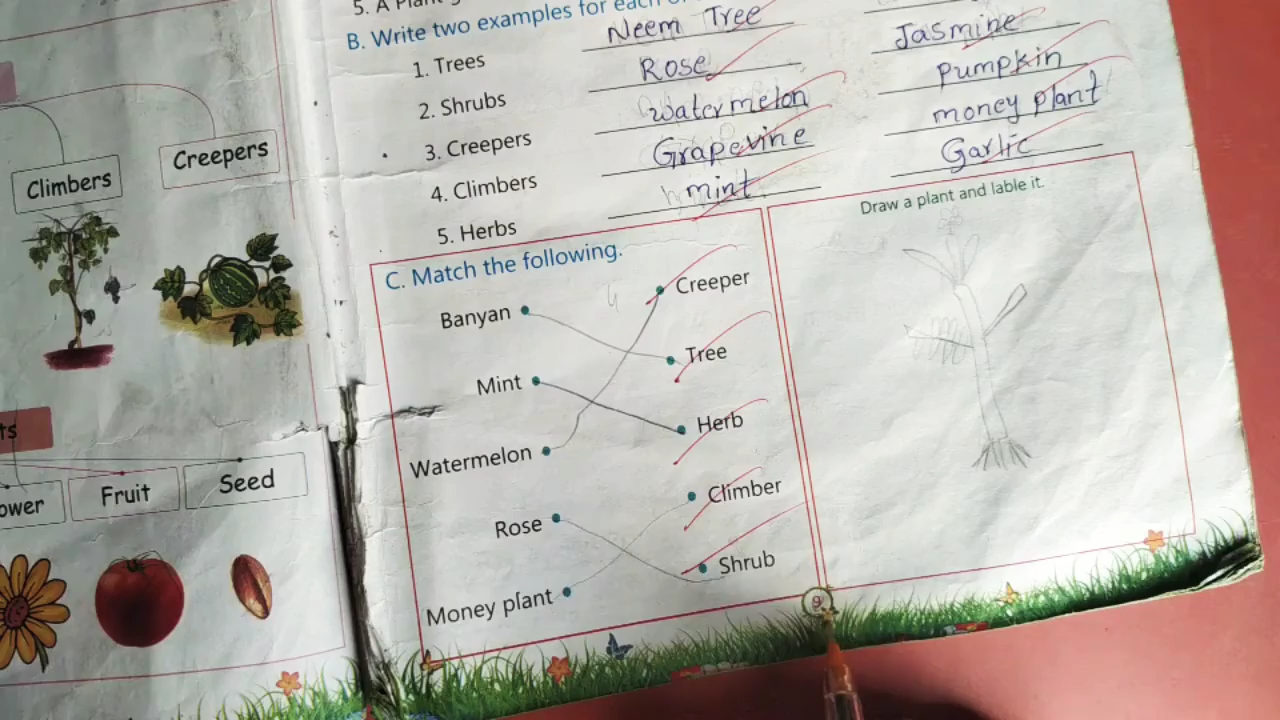 5. A Plant
B. Write two examples for each
1. Trees Neem Tree
2. Shrubs Rose Jasmine
3. Creepers watermelon pumpkin
4. Climbers Grapevine money plant
5. Herbs mint Garlic
Climbers
Creepers
Fruit
Seed
C. Match the following.
Banyan Creeper
Mint Tree
Watermelon Herb
Rose Climber
Money plant Shrub
Draw a plant and lable it.
9